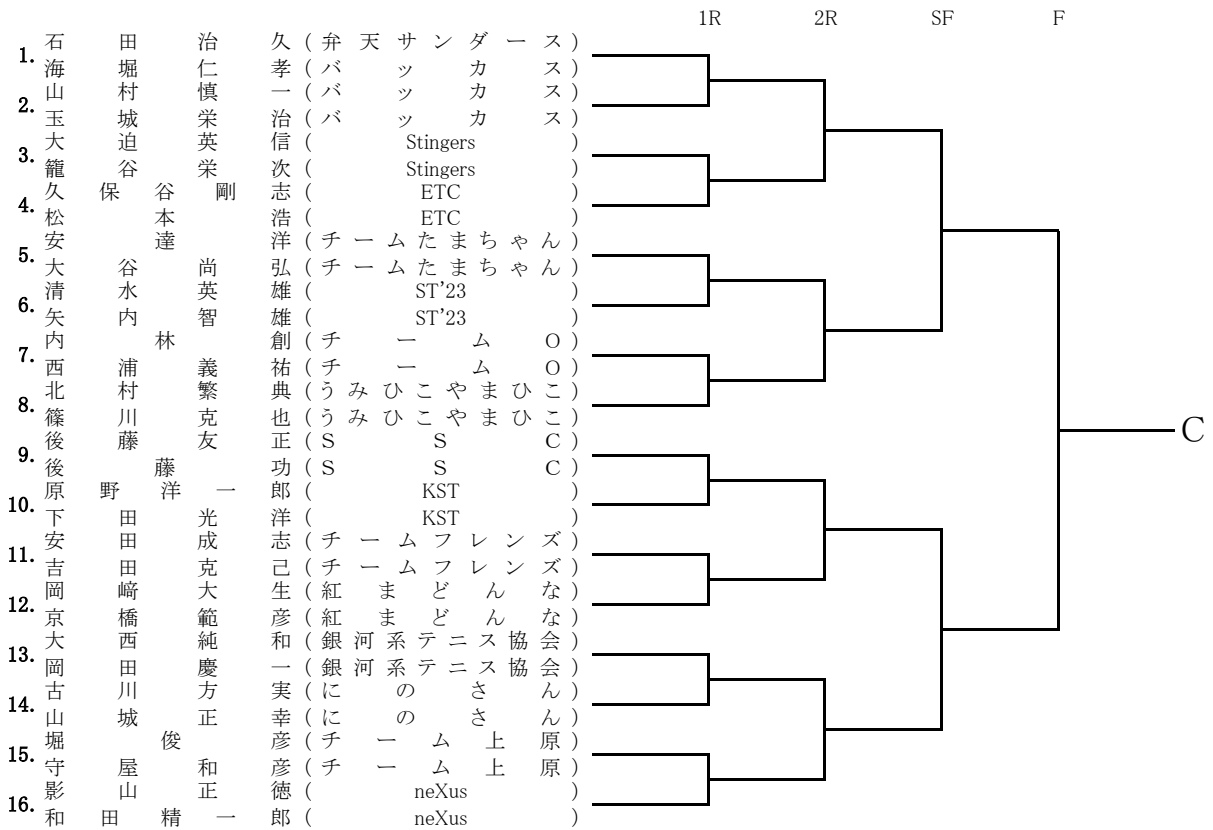 1R 2R SF F
1. 石田治久(弁天サンダース)
海堀仁孝(バッカス)
2. 山村慎一(バッカス)
玉城栄治(バッカス)
3. 大迫英信(Stingers)
籠谷栄次(Stingers)
4. 久保谷剛志(ETC)
松本浩(ETC)
5. 安達洋(チームたまちゃん)
大谷尚弘(チームたまちゃん)
6. 清水英雄(ST’23)
矢内智雄(ST’23)
7. 内林創(チームO)
西浦義祐(チームO)
8. 北村繁典(うみひこやまひこ)
篠川克也(うみひこやまひこ)
9. 後藤友正(SSC)
後藤功(SSC)
10. 原野洋一郎(KST)
下田光洋(KST)
11. 安田成志(チームフレンズ)
吉田克己(チームフレンズ)
12. 岡﨑大生(紅まどんな)
京橋範彦(紅まどんな)
13. 大西純和(銀河系テニス協会)
岡田慶一(銀河系テニス協会)
14. 古川方実(にのさん)
山城正幸(にのさん)
15. 堀俊彦(チーム上原)
守屋和彦(チーム上原)
16. 影山正徳(neXus)
和田精一郎(neXus)
C